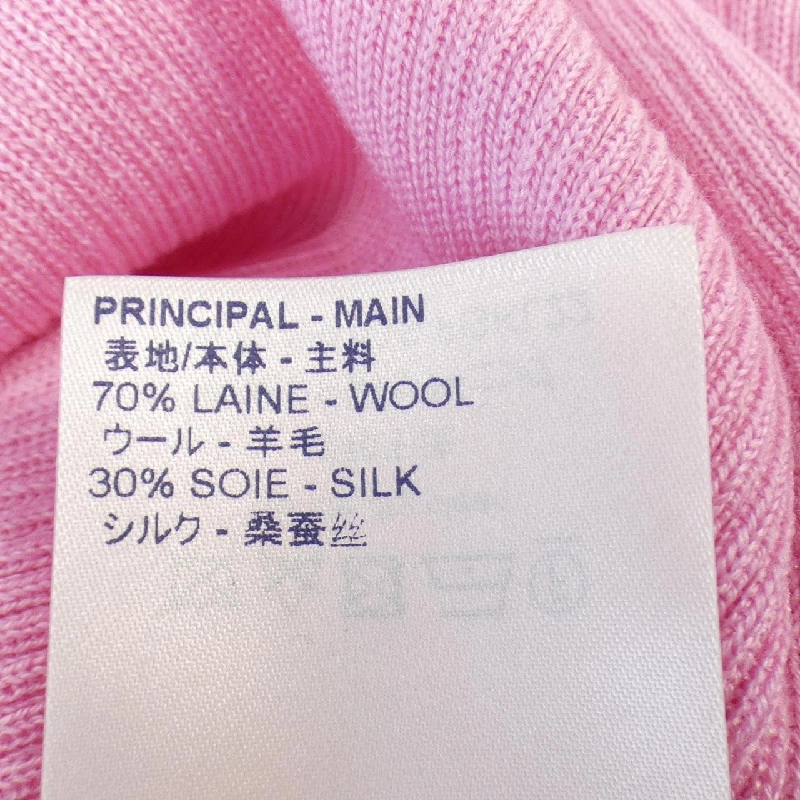 PRINCIPAL - MAIN
表地/本体 - 主料
70% LAINE - WOOL
ウール - 羊毛
30% SOIE - SILK
シルク - 桑蚕丝